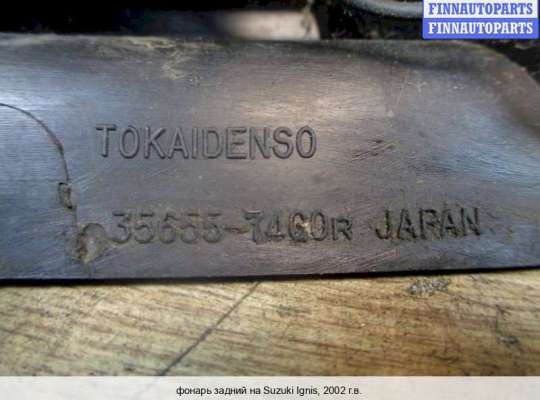 FINNAUTOPARTS
FINNAUTOPARTS
TOKAIDENSO
35655-74G0R JAPAN
фонарь задний на Suzuki Ignis, 2002 г.в.